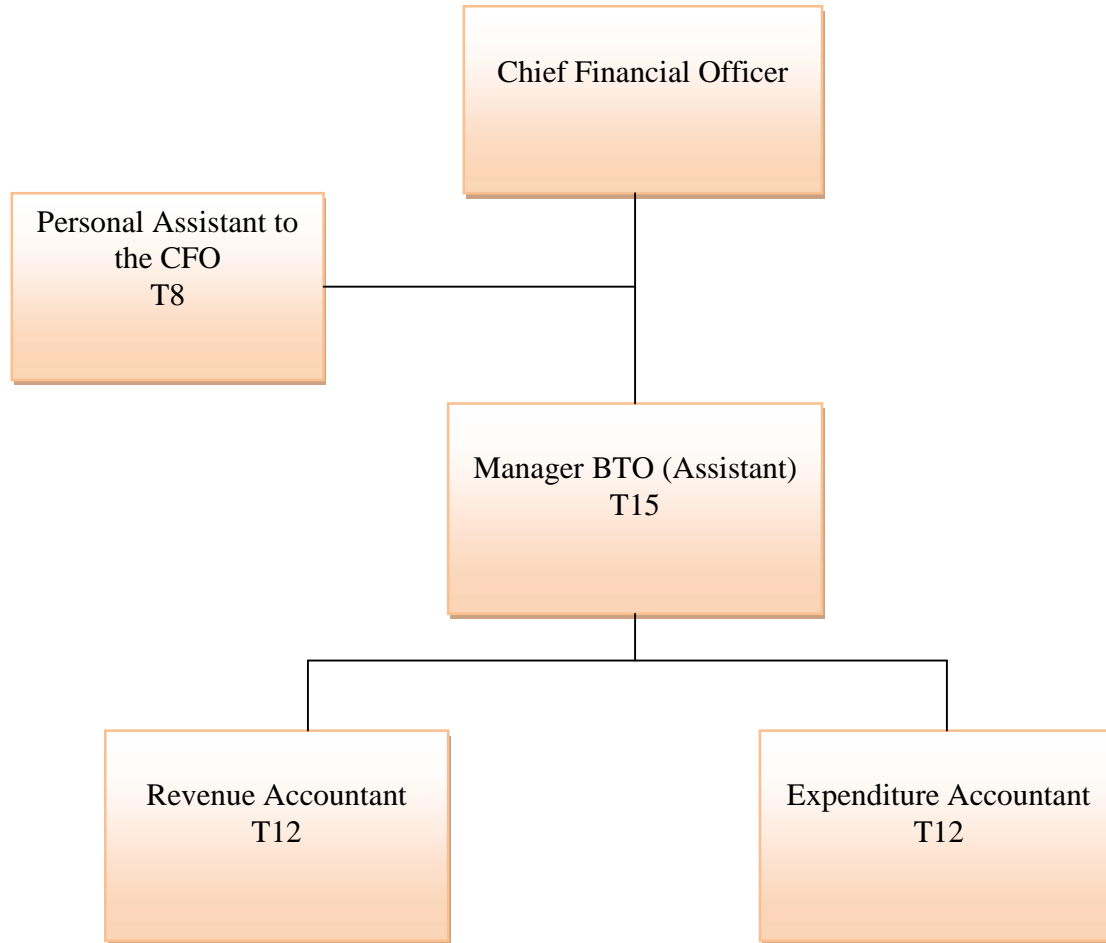 Chief Financial Officer
Personal Assistant to
the CFO
T8
Manager BTO (Assistant)
T15
Revenue Accountant
T12
Expenditure Accountant
T12